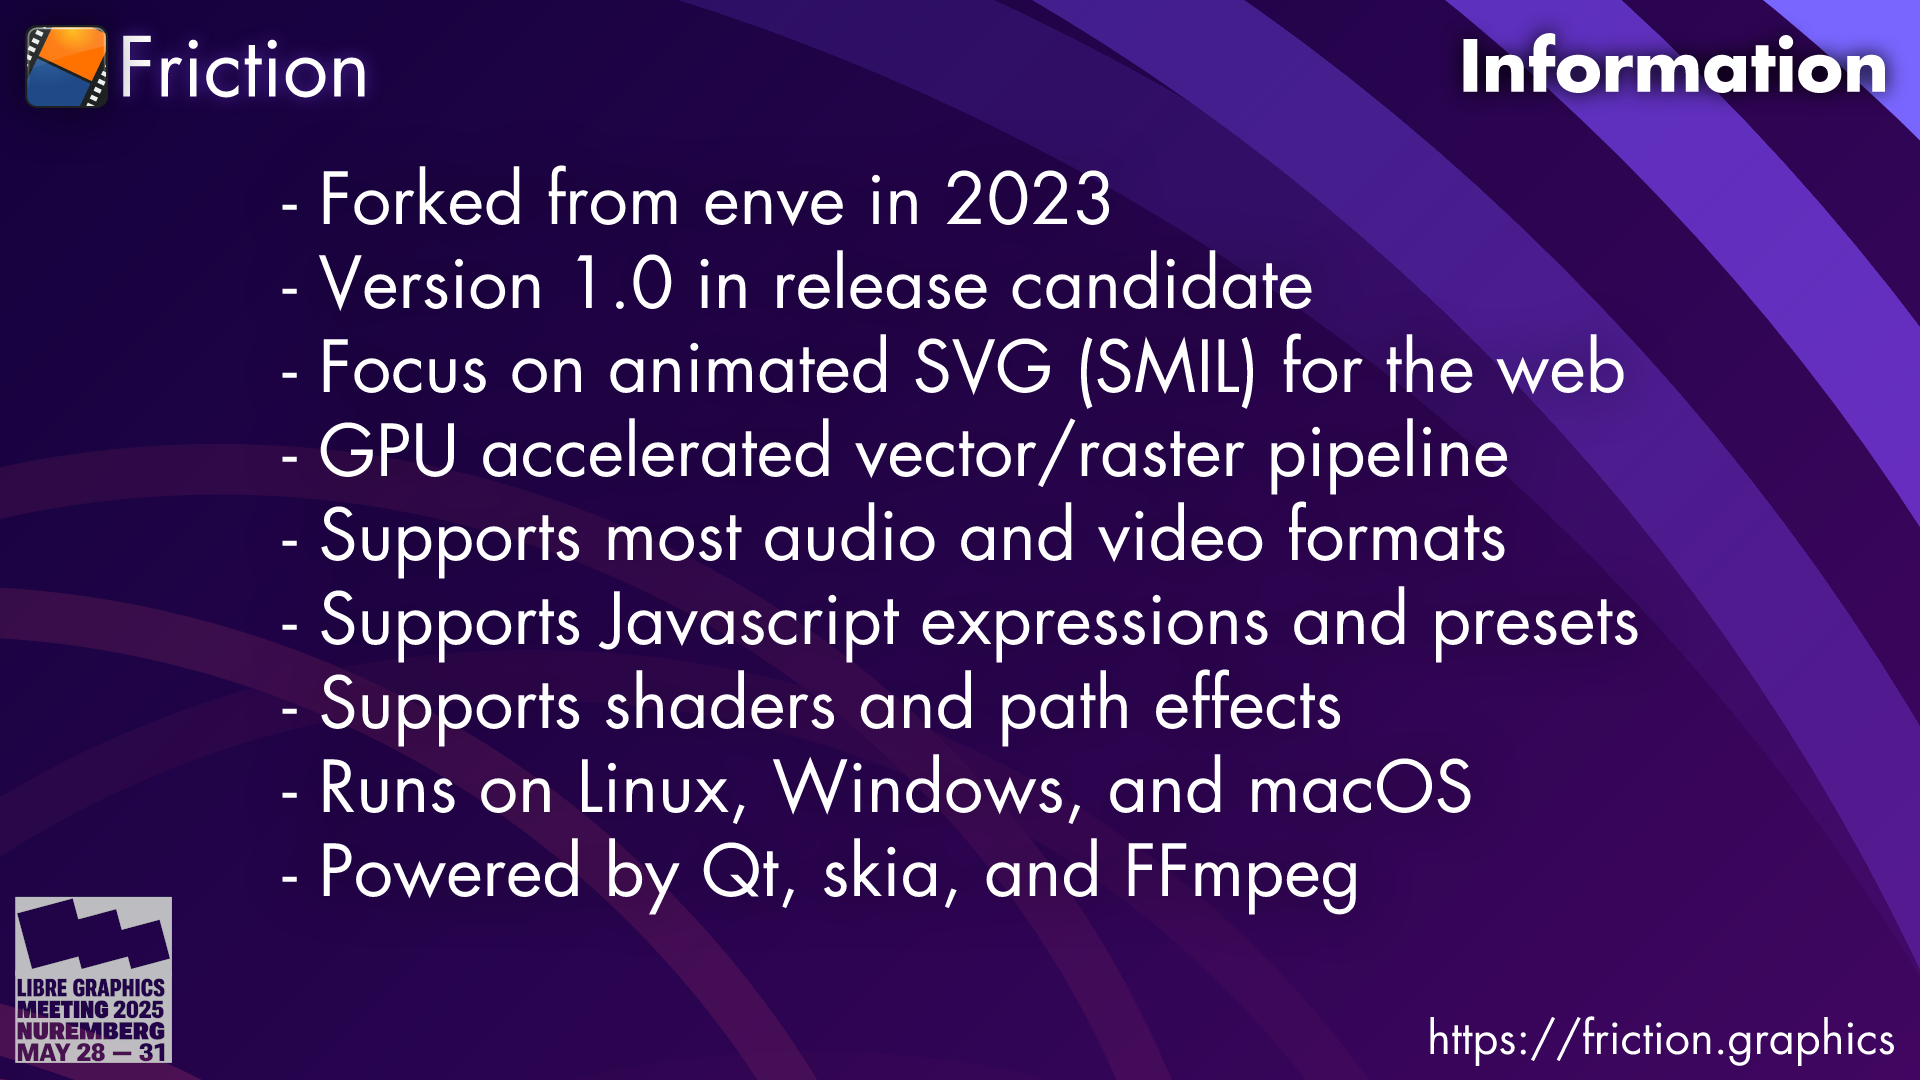 Friction
Information
- Forked from enve in 2023
- Version 1.0 in release candidate
- Focus on animated SVG (SMIL) for the web
- GPU accelerated vector/raster pipeline
- Supports most audio and video formats
- Supports Javascript expressions and presets
- Supports shaders and path effects
- Runs on Linux, Windows, and macOS
- Powered by Qt, skia, and FFmpeg
LIBRE GRAPHICS
MEETING 2025
NUREMBERG
MAY 28 — 31
https://friction.graphics